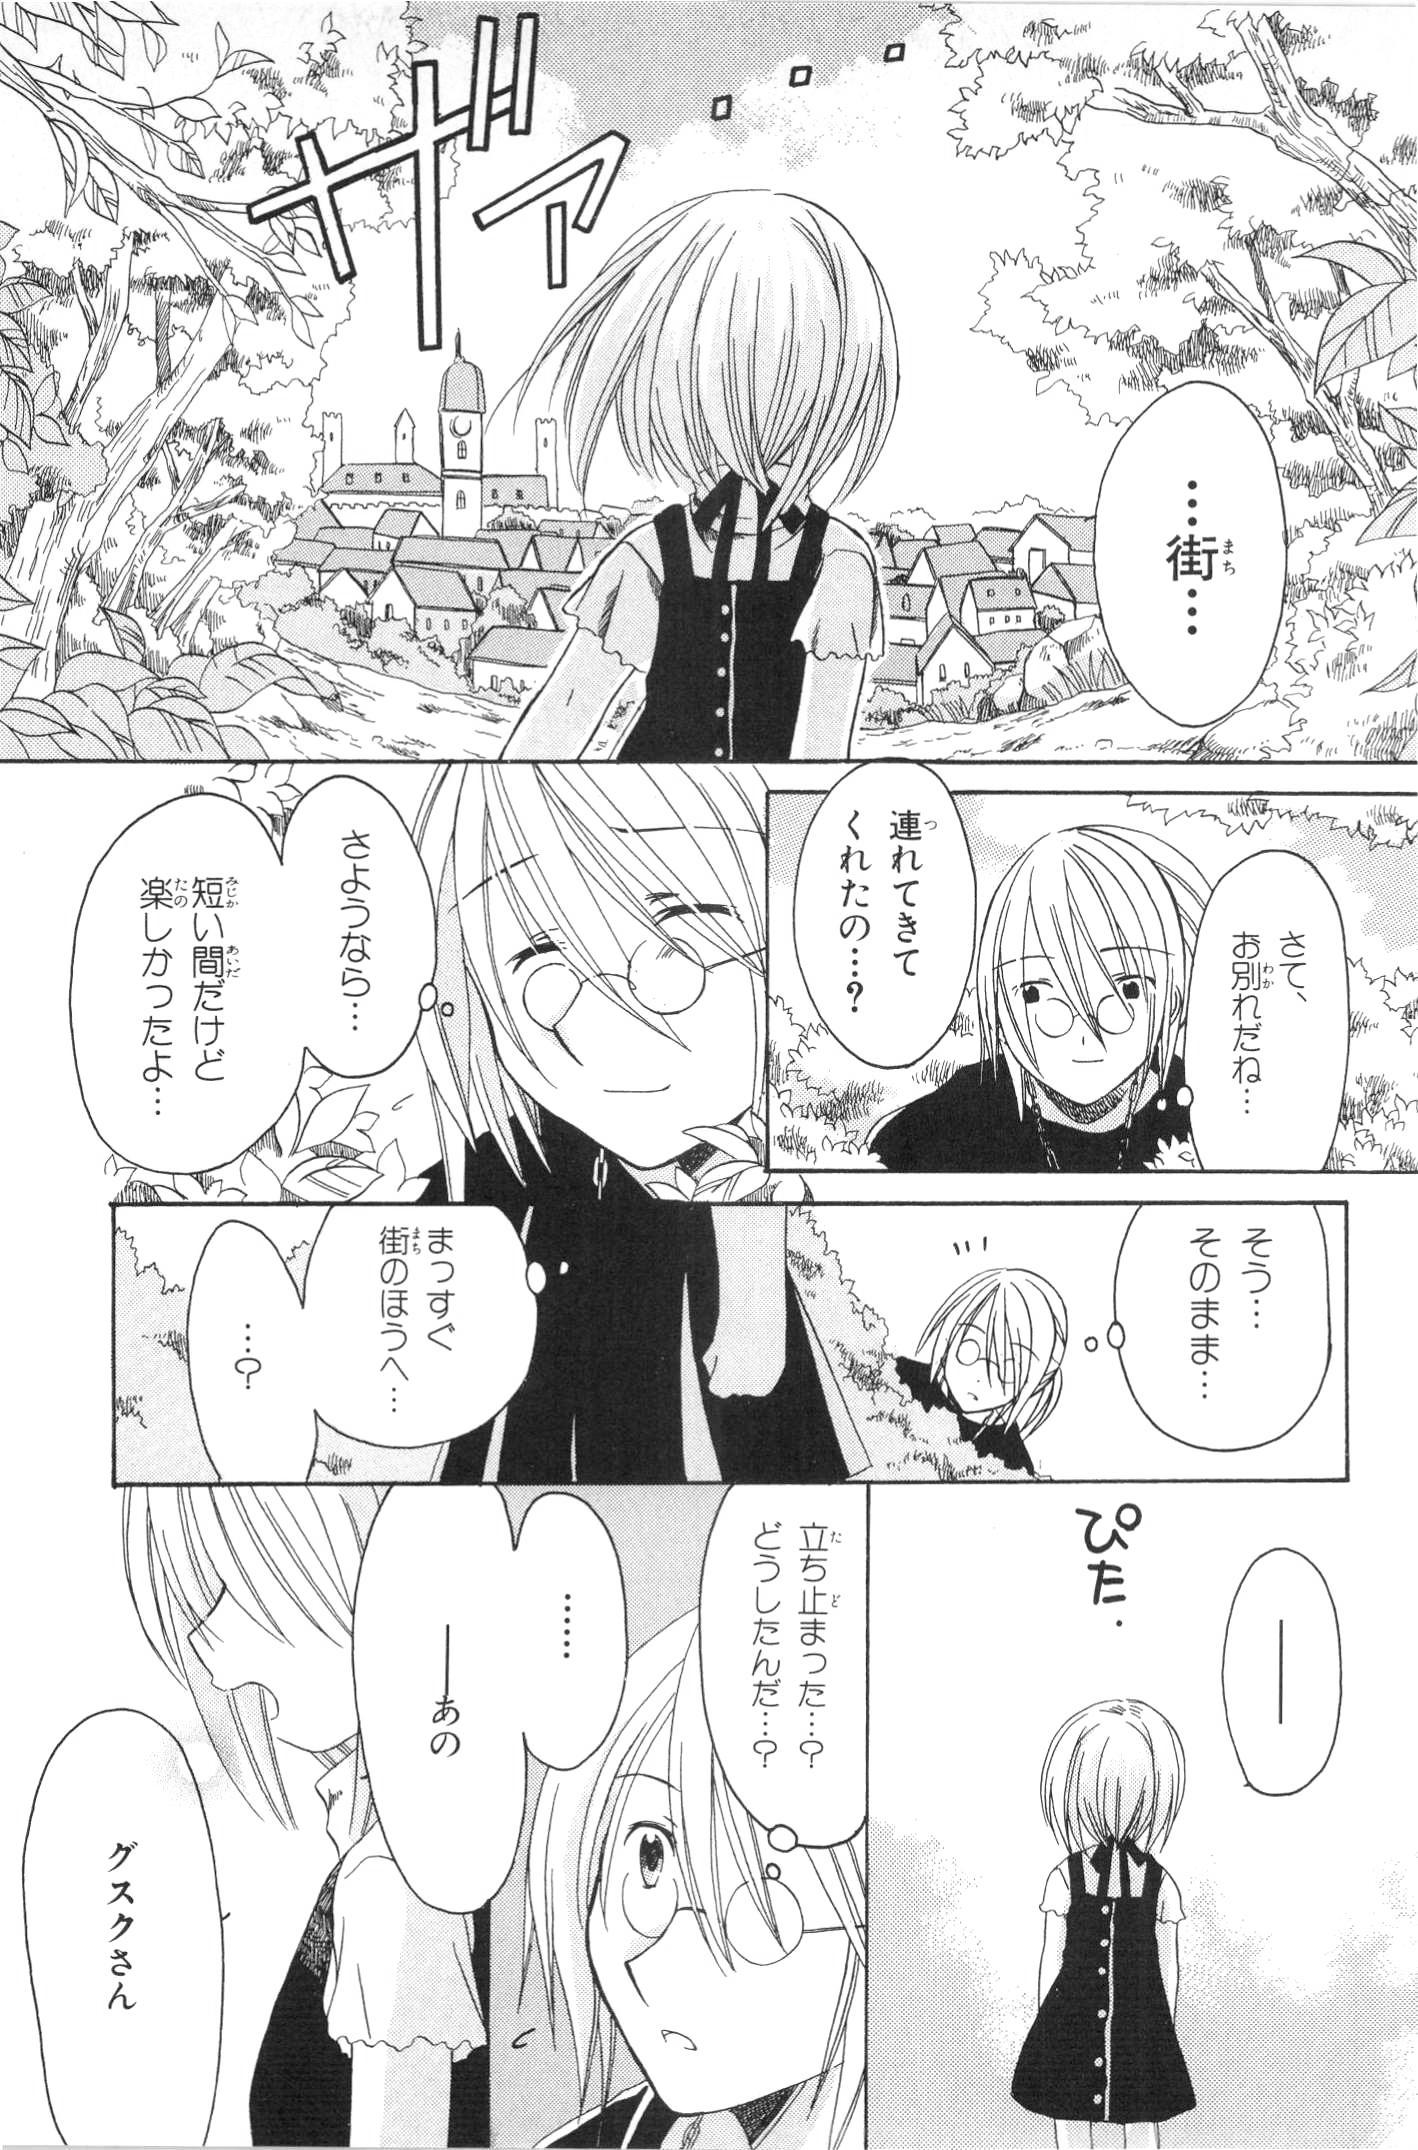 ザァ
…街…
さて、
お別れだね…
連れてきて
くれたの…？
さようなら…
短い間だけど
楽しかったよ…
そう…
そのまま…
まっすぐ
街のほうへ…
…？
―
ぴた.
立ち止まった…？
どうしたんだ…？
……
―あの
グスクさん